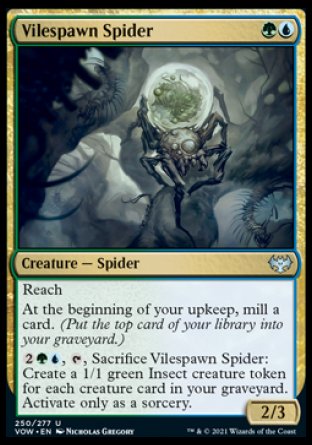 Vilespawn Spider
Creature — Spider
Reach
At the beginning of your upkeep, mill a
card. (Put the top card of your library into
your graveyard.)
2, Sacrifice Vilespawn Spider:
Create a 1/1 green Insect creature token
for each creature card in your graveyard.
Activate only as a sorcery.
2/3
250/277 U
VOW • EN Nicholas Gregory
™ & © 2021 Wizards of the Coast